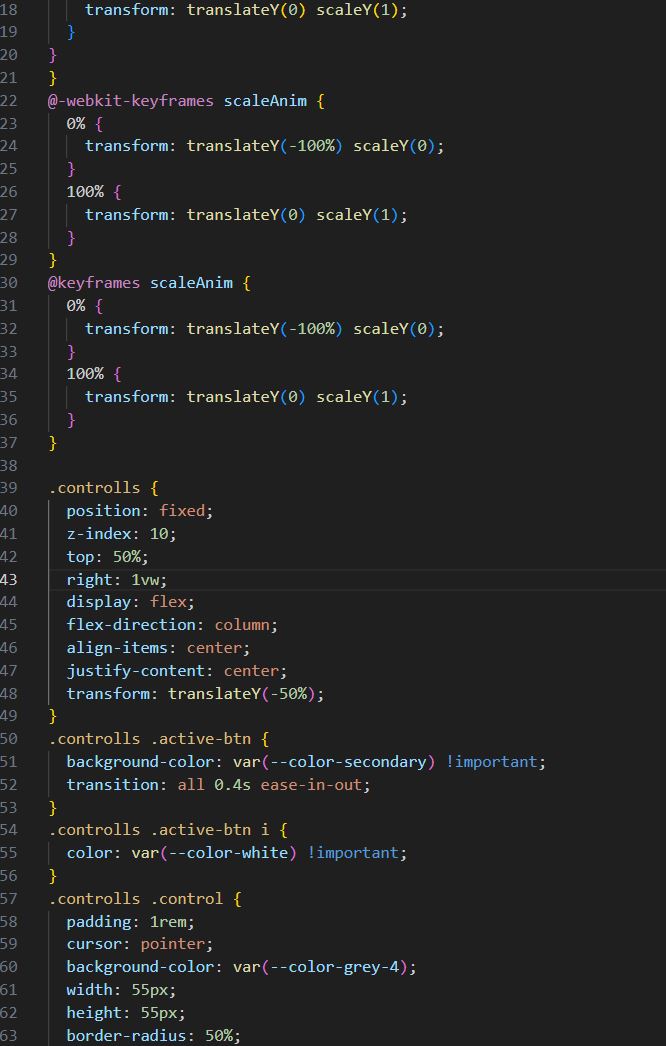 18 transform: translateY(0) scaleY(1);
19 }
20 }
21 }
22 @-webkit-keyframes scaleAnim {
23 0% {
24 transform: translateY(-100%) scaleY(0);
25 }
26 100% {
27 transform: translateY(0) scaleY(1);
28 }
29 }
30 @keyframes scaleAnim {
31 0% {
32 transform: translateY(-100%) scaleY(0);
33 }
34 100% {
35 transform: translateY(0) scaleY(1);
36 }
37 }
38
39 .controlls {
40 position: fixed;
41 z-index: 10;
42 top: 50%;
43 right: 1vw;
44 display: flex;
45 flex-direction: column;
46 align-items: center;
47 justify-content: center;
48 transform: translateY(-50%);
49 }
50 .controlls .active-btn {
51 background-color: var(--color-secondary) !important;
52 transition: all 0.4s ease-in-out;
53 }
54 .controlls .active-btn i {
55 color: var(--color-white) !important;
56 }
57 .controlls .control {
58 padding: 1rem;
59 cursor: pointer;
60 background-color: var(--color-grey-4);
61 width: 55px;
62 height: 55px;
63 border-radius: 50%;